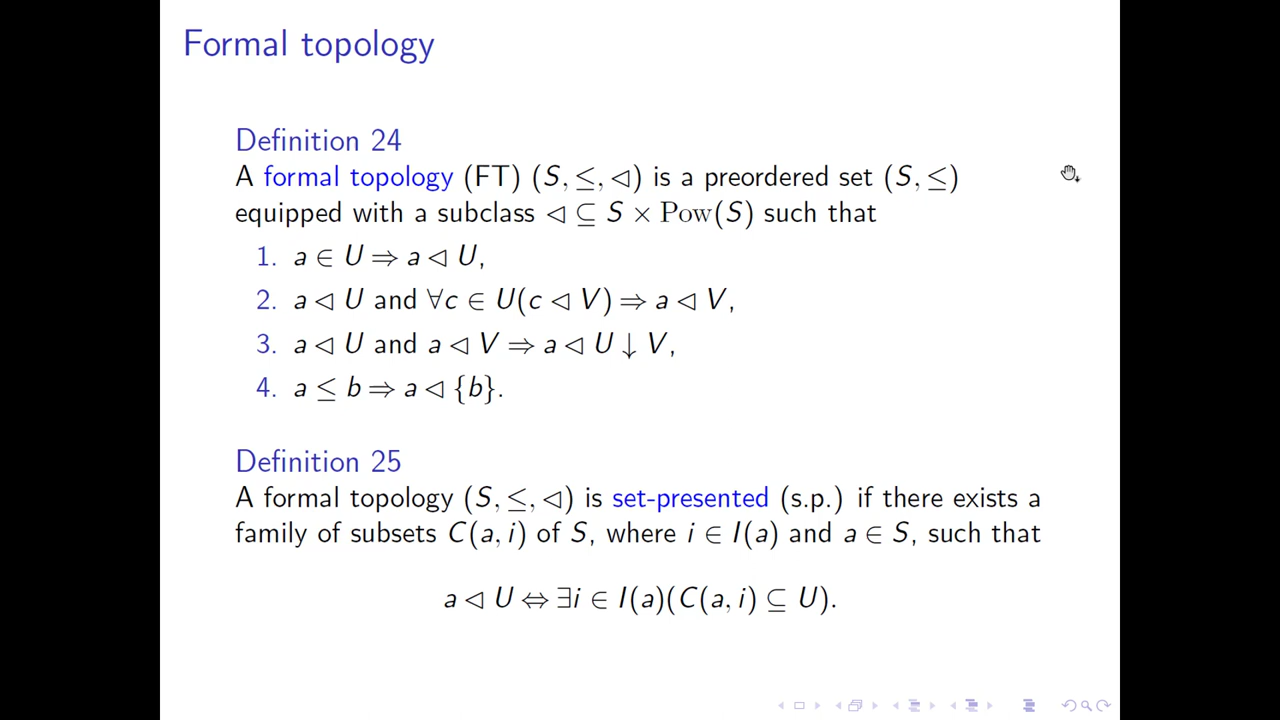 Formal topology
Definition 24
A formal topology (FT) (S, ≤, ◁) is a preordered set (S, ≤)
equipped with a subclass ◁ ⊆ S × Pow(S) such that
1. a ∈ U ⇒ a ◁ U,
2. a ◁ U and ∀c ∈ U(c ◁ V) ⇒ a ◁ V,
3. a ◁ U and a ◁ V ⇒ a ◁ U ↓ V,
4. a ≤ b ⇒ a ◁ {b}.
Definition 25
A formal topology (S, ≤, ◁) is set-presented (s.p.) if there exists a
family of subsets C(a, i) of S, where i ∈ I(a) and a ∈ S, such that
a ◁ U ⇔ ∃i ∈ I(a)(C(a, i) ⊆ U).